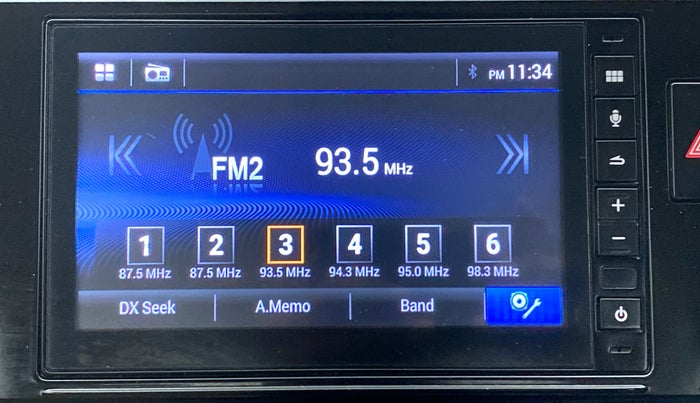 PM 11:34
FM2 93.5 MHz
1 2 3 4 5 6
87.5 MHz 87.5 MHz 93.5 MHz 94.3 MHz 95.0 MHz 98.3 MHz
DX Seek A.Memo Band
+
−